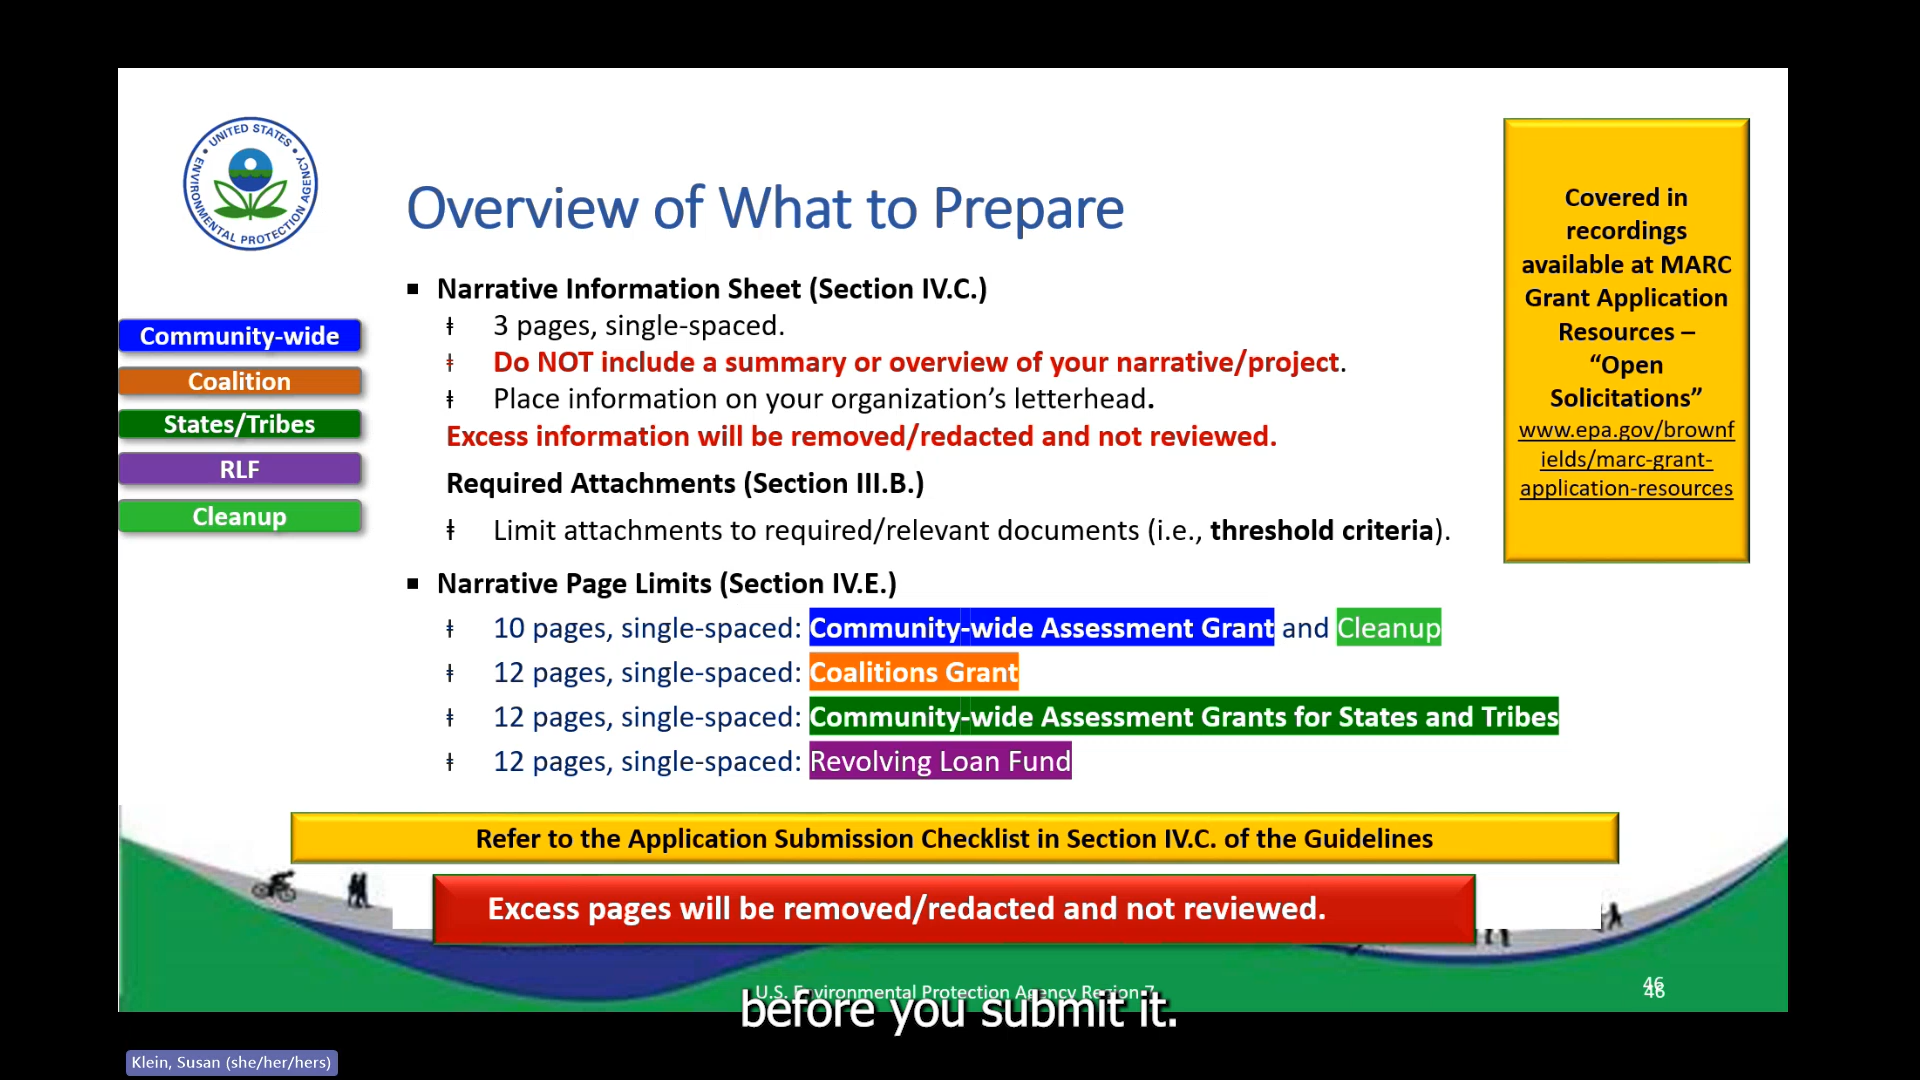 UNITED STATES
ENVIRONMENTAL PROTECTION AGENCY
Overview of What to Prepare
Community-wide
Coalition
States/Tribes
RLF
Cleanup
▪ Narrative Information Sheet (Section IV.C.)
ǂ 3 pages, single-spaced.
ǂ Do NOT include a summary or overview of your narrative/project.
ǂ Place information on your organization’s letterhead.
Excess information will be removed/redacted and not reviewed.
Required Attachments (Section III.B.)
ǂ Limit attachments to required/relevant documents (i.e., threshold criteria).
▪ Narrative Page Limits (Section IV.E.)
ǂ 10 pages, single-spaced: Community-wide Assessment Grant and Cleanup
ǂ 12 pages, single-spaced: Coalitions Grant
ǂ 12 pages, single-spaced: Community-wide Assessment Grants for States and Tribes
ǂ 12 pages, single-spaced: Revolving Loan Fund
Covered in
recordings
available at MARC
Grant Application
Resources –
“Open
Solicitations”
www.epa.gov/brownf
ields/marc-grant-
application-resources
Refer to the Application Submission Checklist in Section IV.C. of the Guidelines
Excess pages will be removed/redacted and not reviewed.
U.S. Environmental Protection Agency Region 7
46
46
before you submit it.
Klein, Susan (she/her/hers)